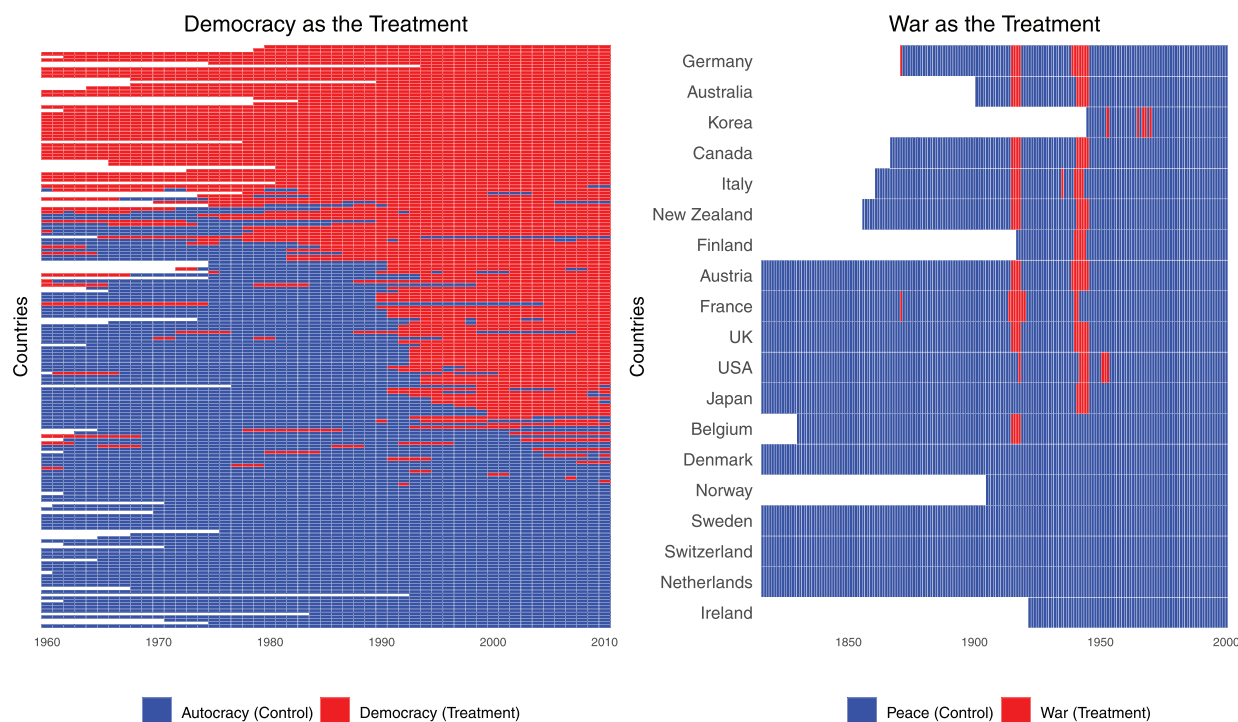 Democracy as the Treatment
War as the Treatment
Countries
1960
1970
1980
1990
2000
2010
Autocracy (Control)
Democracy (Treatment)
Countries
Germany
Australia
Korea
Canada
Italy
New Zealand
Finland
Austria
France
UK
USA
Japan
Belgium
Denmark
Norway
Sweden
Switzerland
Netherlands
Ireland
1850
1900
1950
2000
Peace (Control)
War (Treatment)